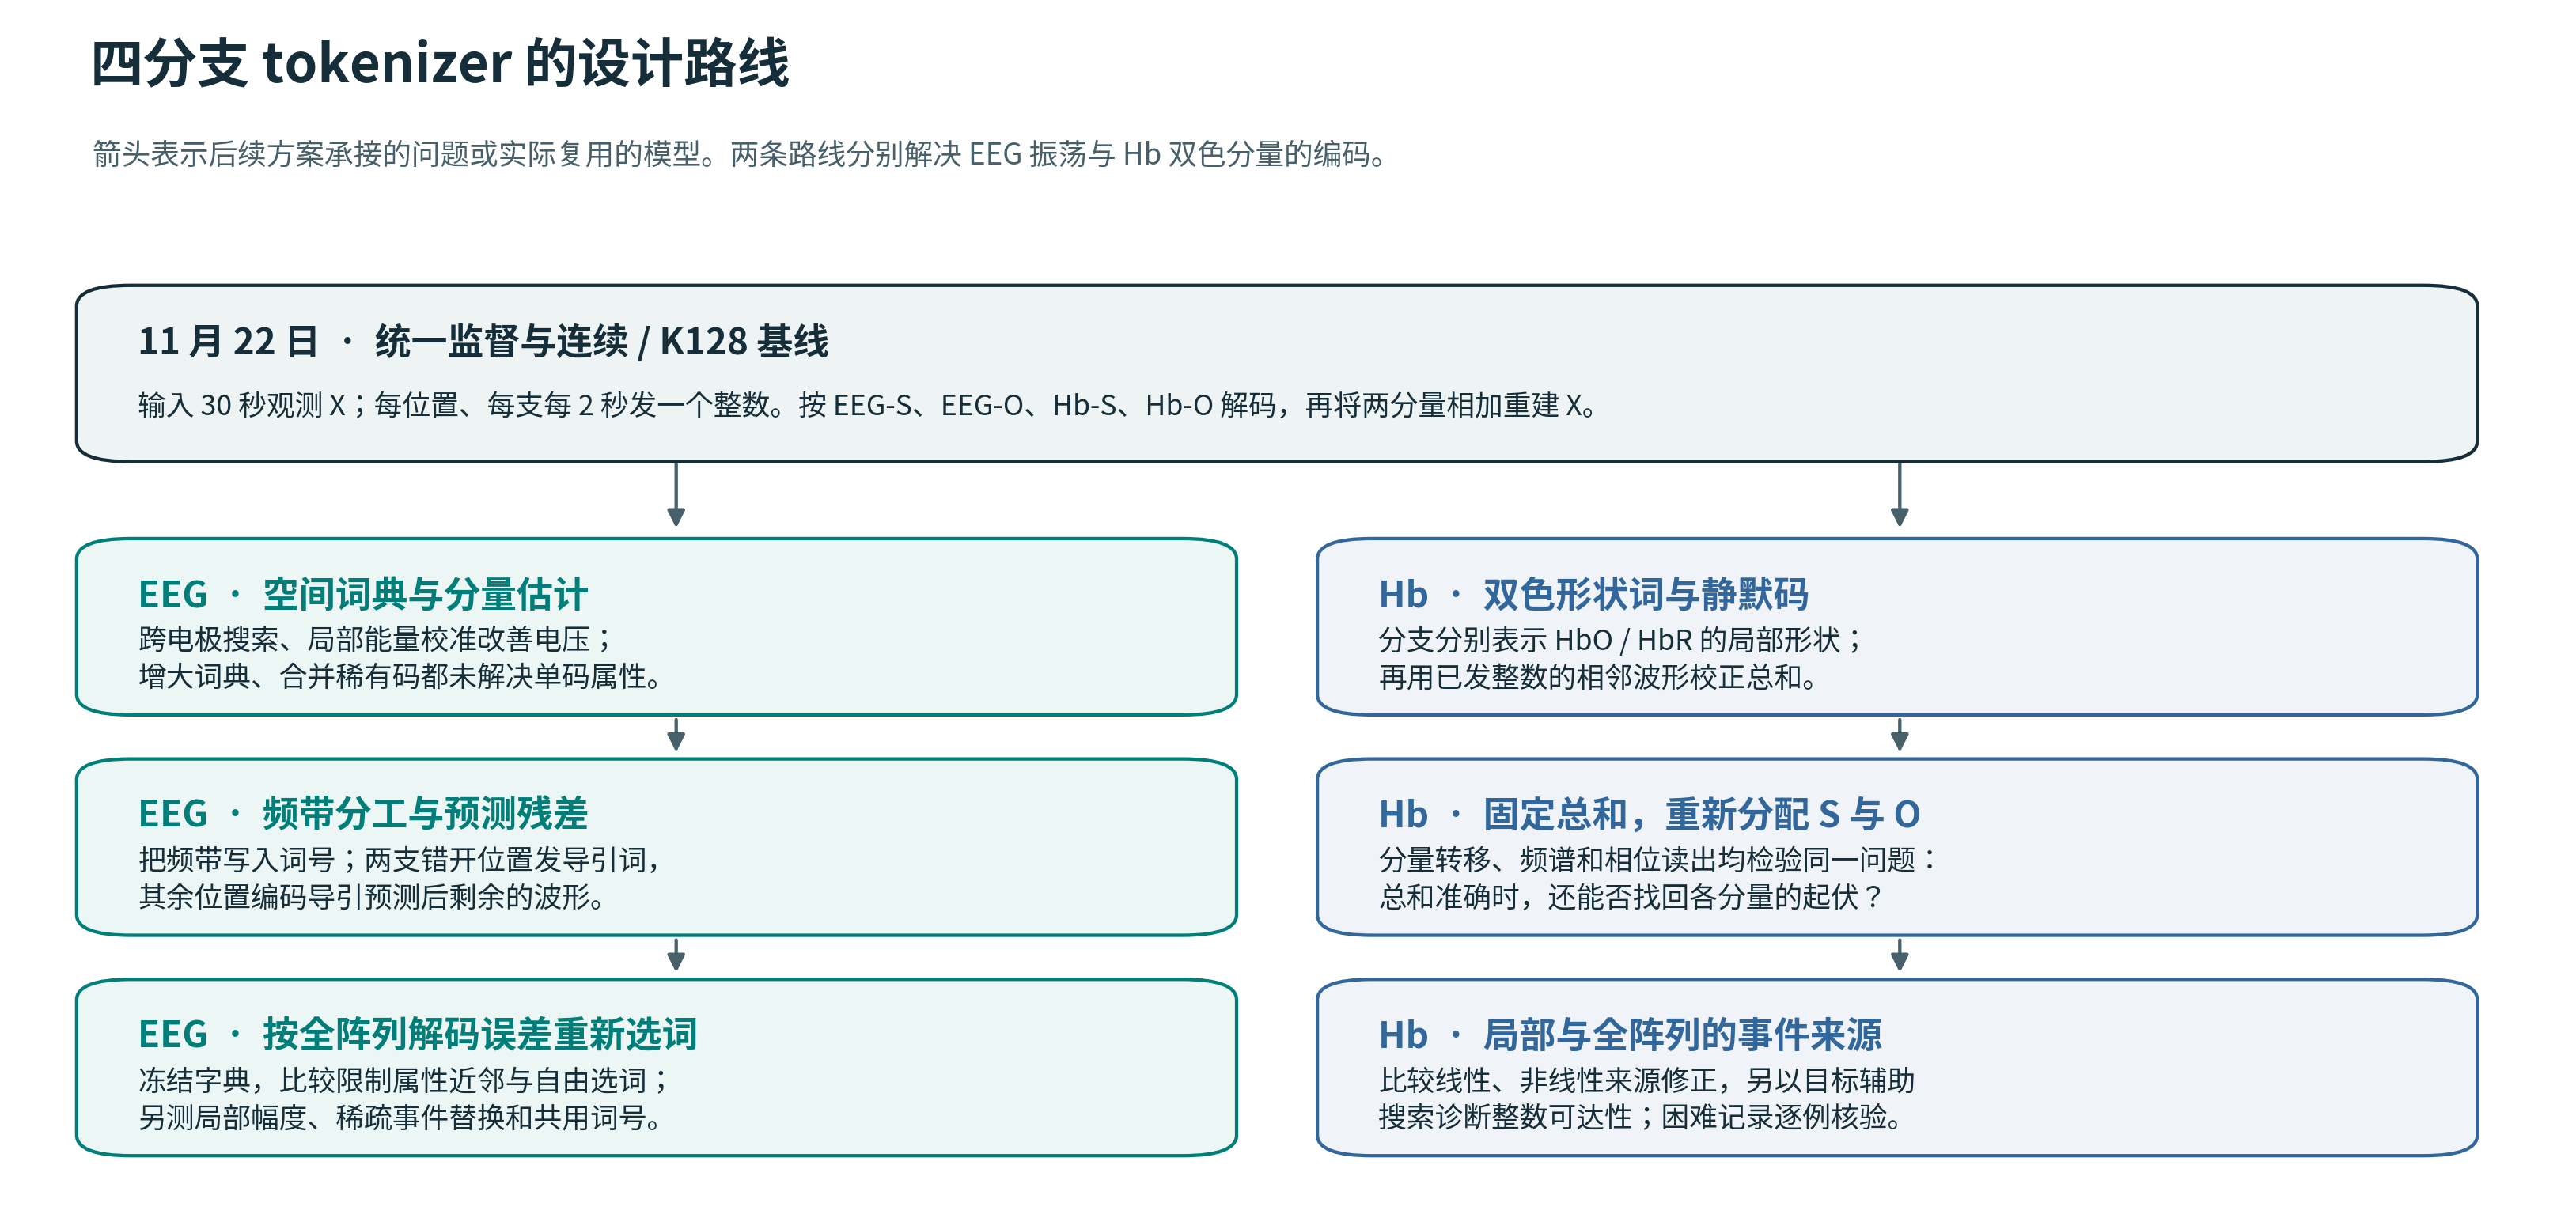 四分支 tokenizer 的设计路线
箭头表示后续方案承接的问题或实际复用的模型。两条路线分别解决 EEG 振荡与 Hb 双色分量的编码。
11 月 22 日 · 统一监督与连续 / K128 基线
输入 30 秒观测 X；每位置、每支每 2 秒发一个整数。按 EEG-S、EEG-O、Hb-S、Hb-O 解码，再将两分量相加重建 X。
EEG · 空间词典与分量估计
跨电极搜索、局部能量校准改善电压；
增大词典、合并稀有码都未解决单码属性。
EEG · 频带分工与预测残差
把频带写入词号；两支错开位置发导引词，
其余位置编码导引预测后剩余的波形。
EEG · 按全阵列解码误差重新选词
冻结字典，比较限制属性近邻与自由选词；
另测局部幅度、稀疏事件替换和共用词号。
Hb · 双色形状词与静默码
分支分别表示 HbO / HbR 的局部形状；
再用已发整数的相邻波形校正总和。
Hb · 固定总和，重新分配 S 与 O
分量转移、频谱和相位读出均检验同一问题：
总和准确时，还能否找回各分量的起伏？
Hb · 局部与全阵列的事件来源
比较线性、非线性来源修正，另以目标辅助
搜索诊断整数可达性；困难记录逐例核验。